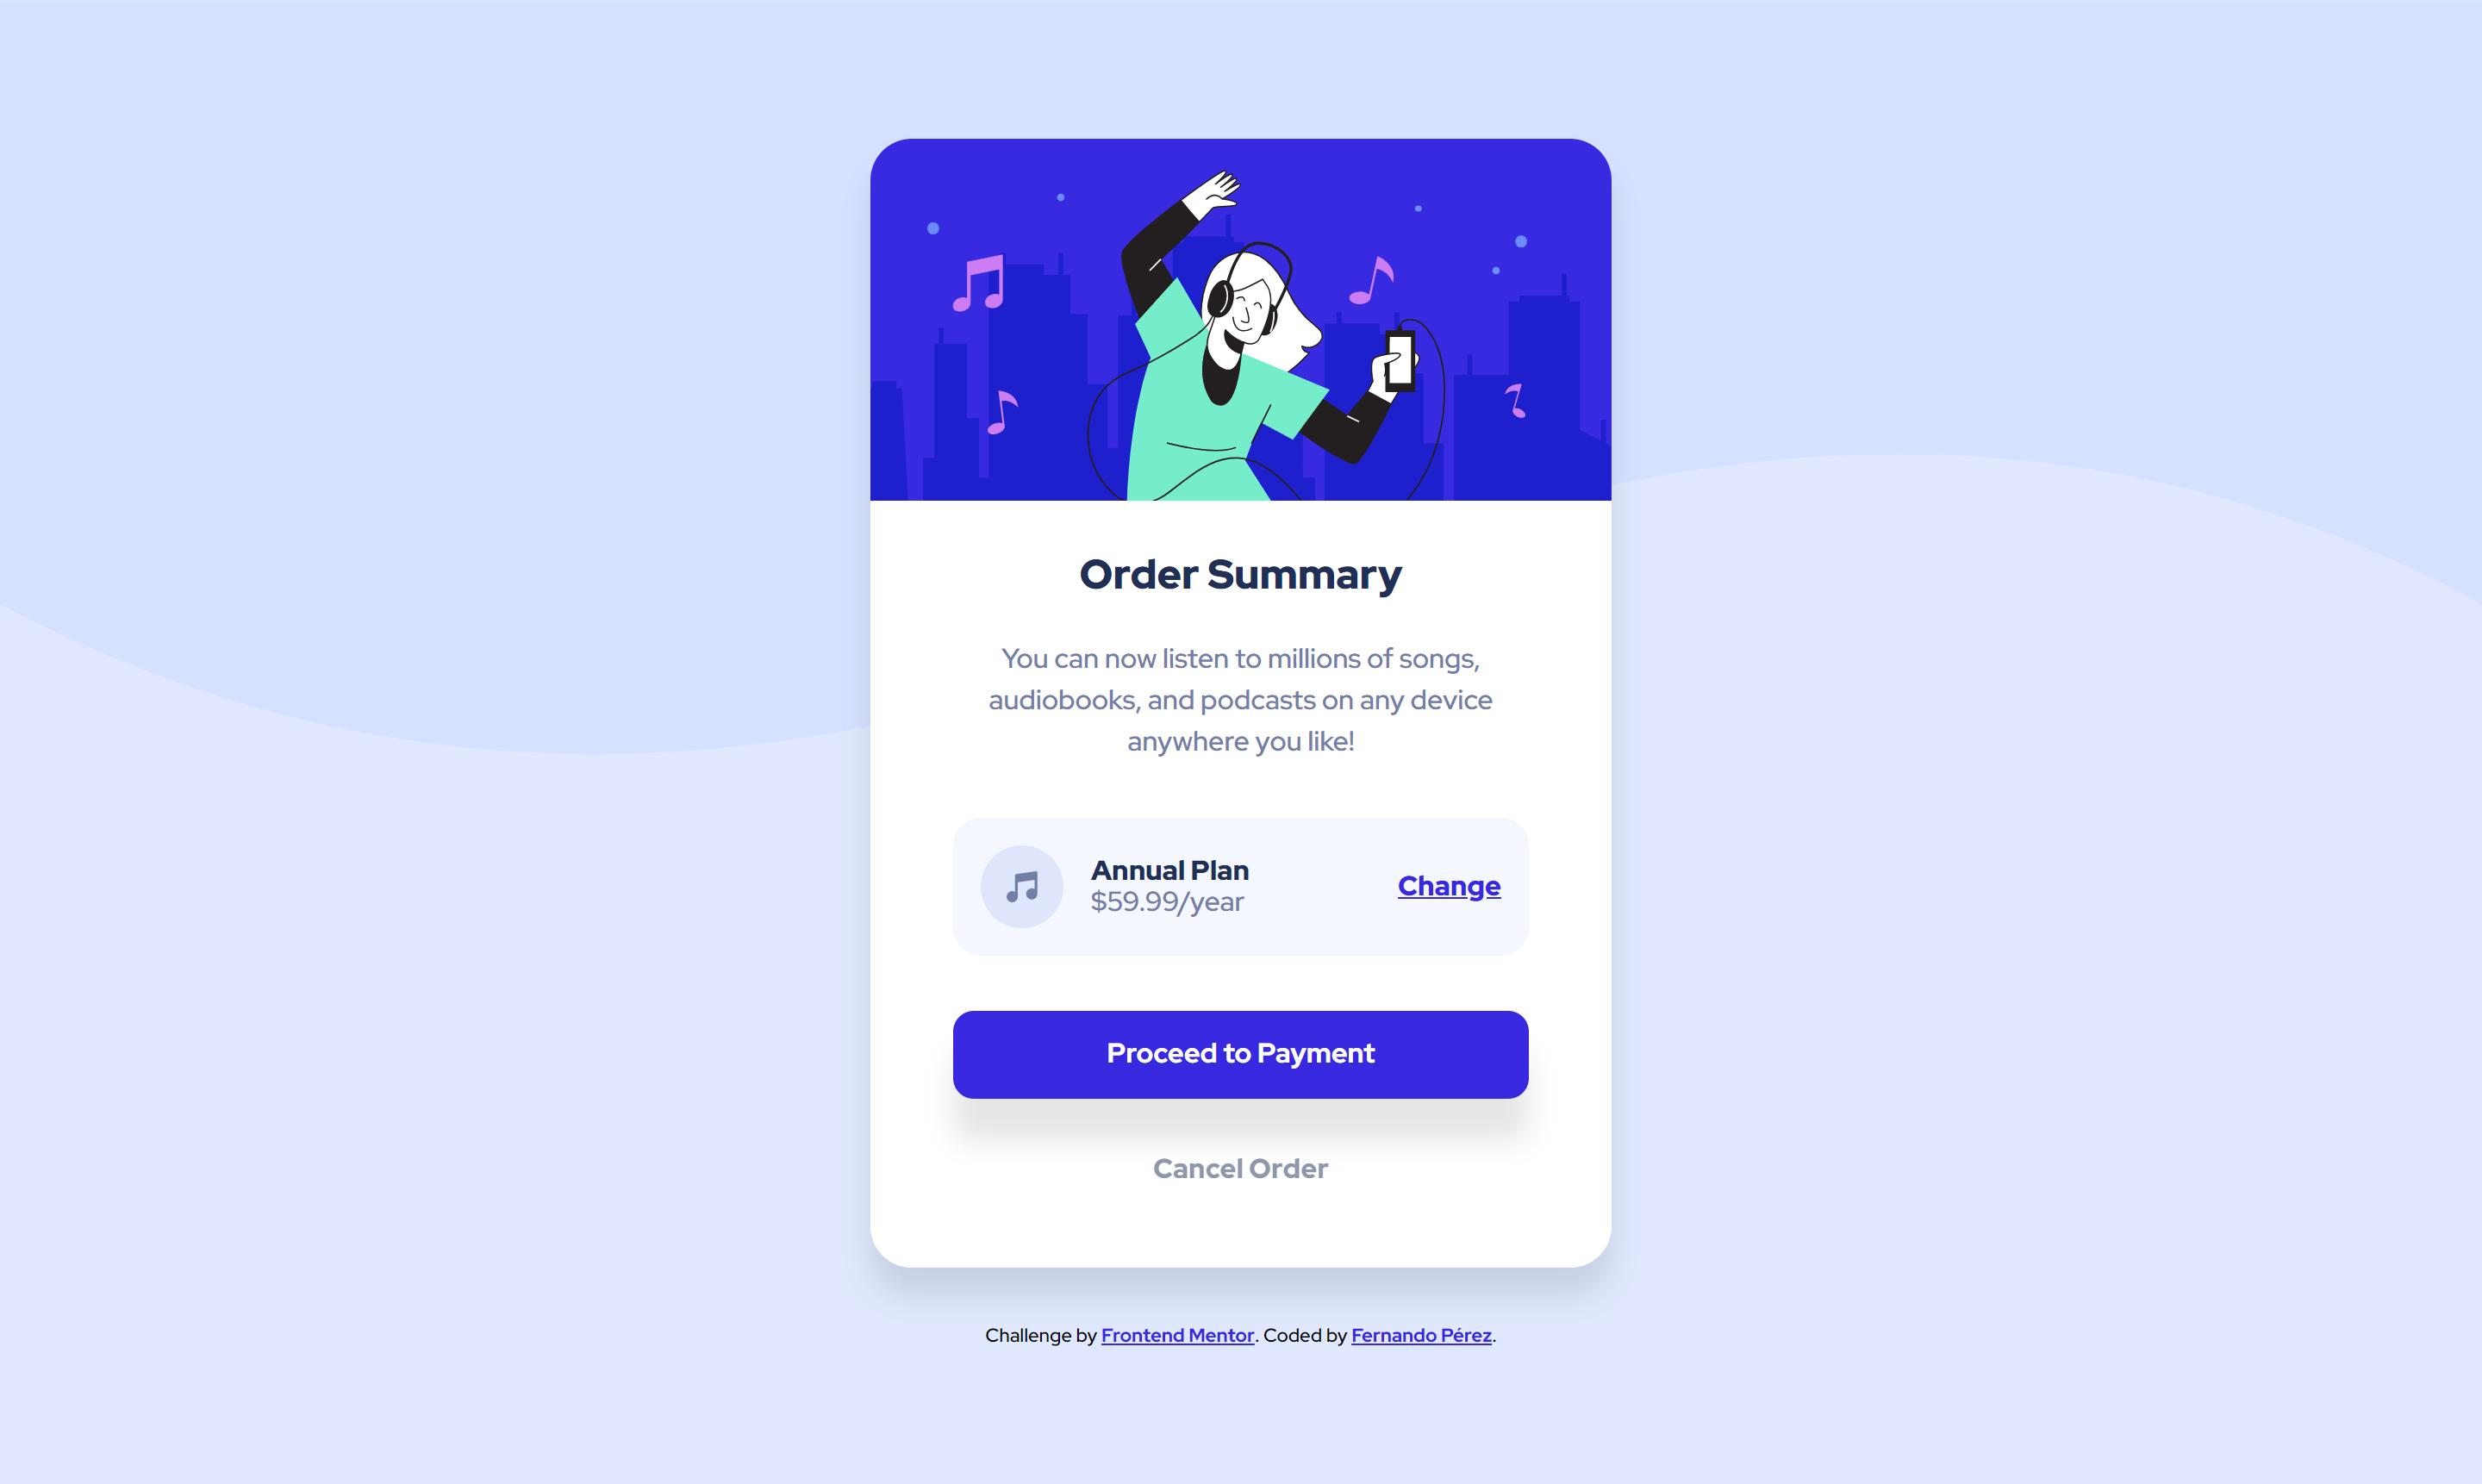 Order Summary
You can now listen to millions of songs,
audiobooks, and podcasts on any device
anywhere you like!
Annual Plan
$59.99/year
Change
Proceed to Payment
Cancel Order
Challenge by Frontend Mentor. Coded by Fernando Pérez.